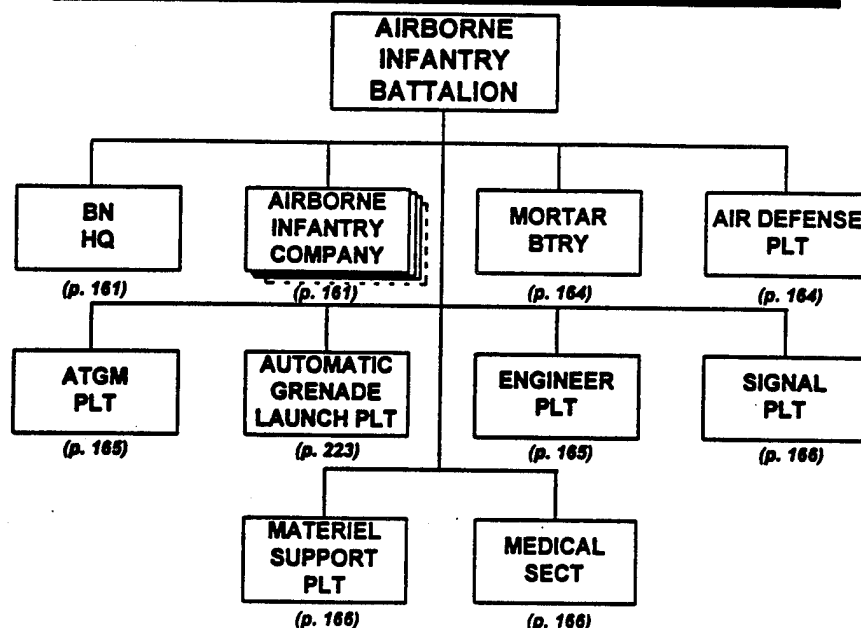 AIRBORNE
INFANTRY
BATTALION
BN
HQ
(p. 161)
AIRBORNE
INFANTRY
COMPANY
(p. 161)
MORTAR
BTRY
(p. 164)
AIR DEFENSE
PLT
(p. 164)
ATGM
PLT
(p. 165)
AUTOMATIC
GRENADE
LAUNCH PLT
(p. 223)
ENGINEER
PLT
(p. 165)
SIGNAL
PLT
(p. 166)
MATERIEL
SUPPORT
PLT
(p. 166)
MEDICAL
SECT
(p. 166)